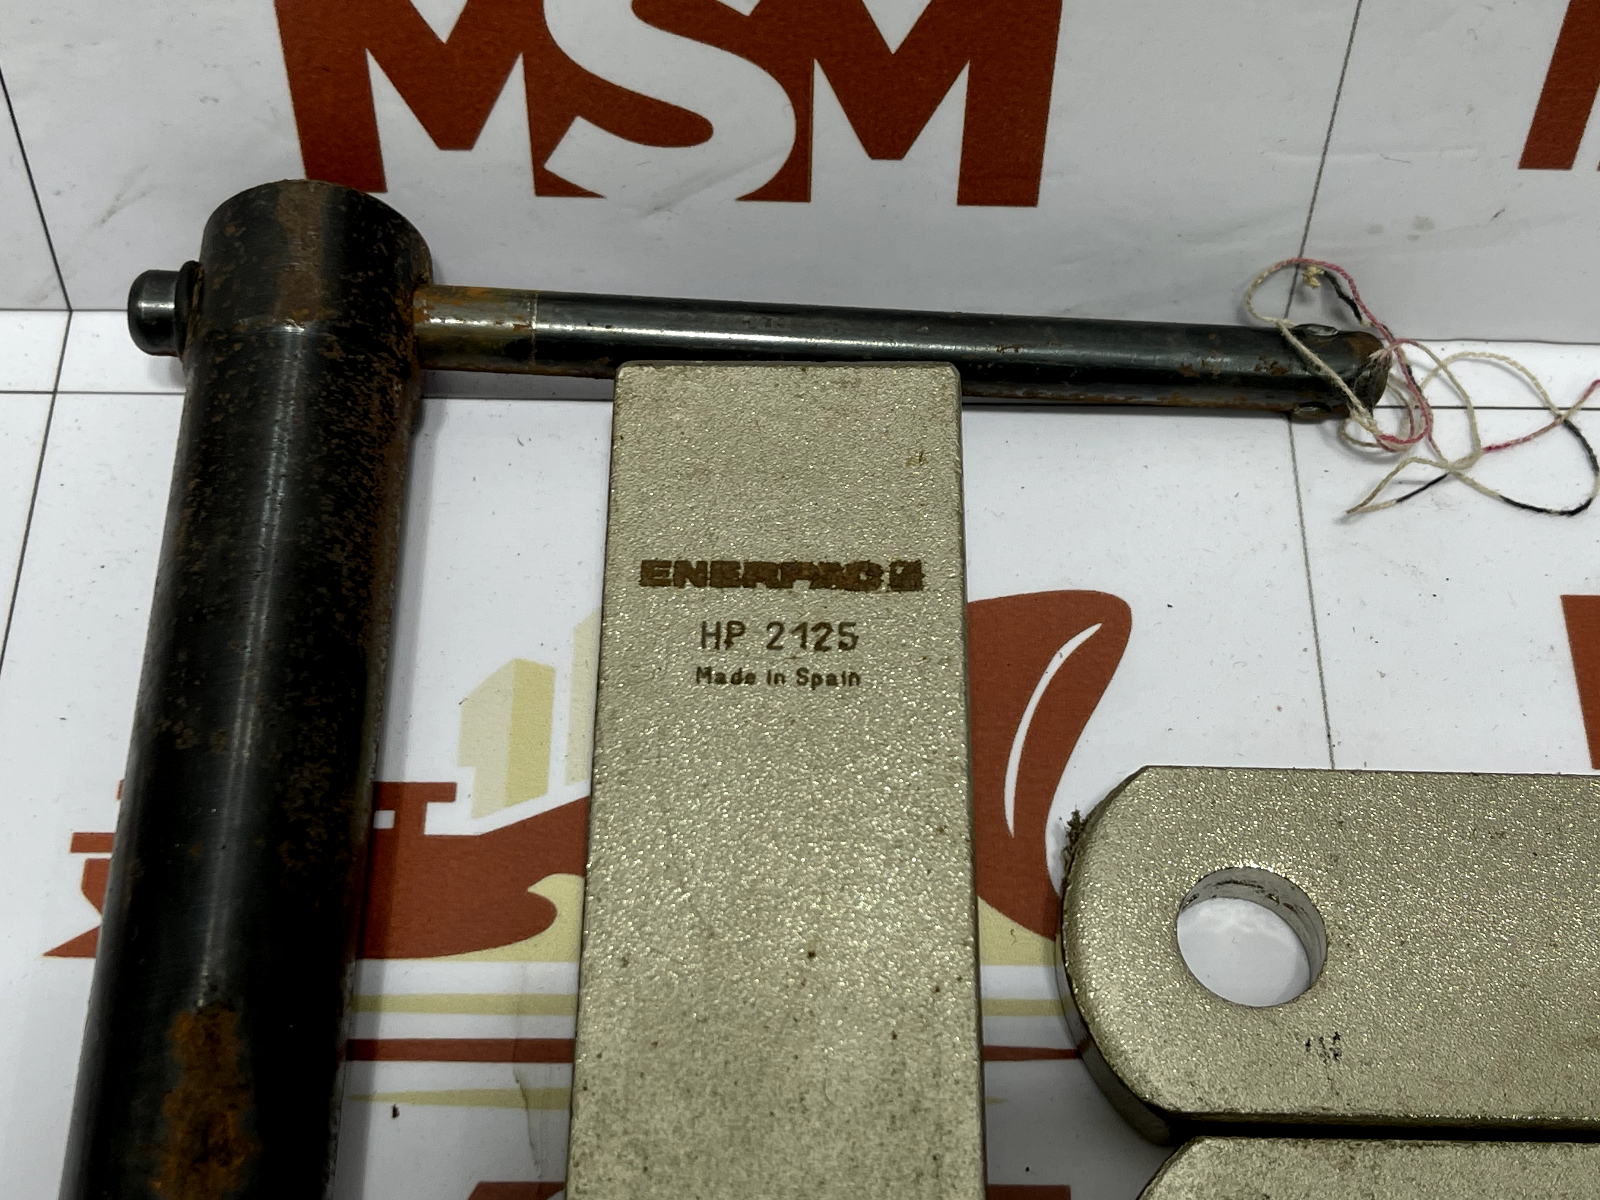 MSM
ENERPAC
HP 2125
Made in Spain